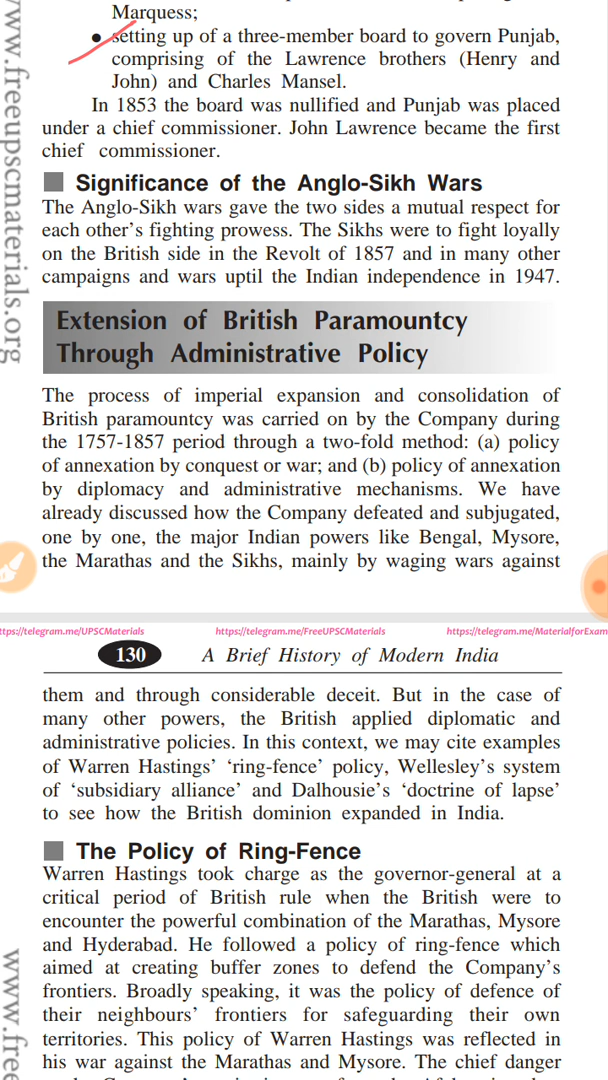 Marquess;
● setting up of a three-member board to govern Punjab,
comprising of the Lawrence brothers (Henry and
John) and Charles Mansel.
In 1853 the board was nullified and Punjab was placed
under a chief commissioner. John Lawrence became the first
chief commissioner.
Significance of the Anglo-Sikh Wars
The Anglo-Sikh wars gave the two sides a mutual respect for
each other’s fighting prowess. The Sikhs were to fight loyally
on the British side in the Revolt of 1857 and in many other
campaigns and wars uptil the Indian independence in 1947.
Extension of British Paramountcy
Through Administrative Policy
The process of imperial expansion and consolidation of
British paramountcy was carried on by the Company during
the 1757-1857 period through a two-fold method: (a) policy
of annexation by conquest or war; and (b) policy of annexation
by diplomacy and administrative mechanisms. We have
already discussed how the Company defeated and subjugated,
one by one, the major Indian powers like Bengal, Mysore,
the Marathas and the Sikhs, mainly by waging wars against
www.freeupscmaterials.org
ttps://telegram.me/UPSCMaterials https://telegram.me/FreeUPSCMaterials https://telegram.me/MaterialforExam
130 A Brief History of Modern India
them and through considerable deceit. But in the case of
many other powers, the British applied diplomatic and
administrative policies. In this context, we may cite examples
of Warren Hastings’ ‘ring-fence’ policy, Wellesley’s system
of ‘subsidiary alliance’ and Dalhousie’s ‘doctrine of lapse’
to see how the British dominion expanded in India.
The Policy of Ring-Fence
Warren Hastings took charge as the governor-general at a
critical period of British rule when the British were to
encounter the powerful combination of the Marathas, Mysore
and Hyderabad. He followed a policy of ring-fence which
aimed at creating buffer zones to defend the Company’s
frontiers. Broadly speaking, it was the policy of defence of
their neighbours’ frontiers for safeguarding their own
territories. This policy of Warren Hastings was reflected in
his war against the Marathas and Mysore. The chief danger
www.free